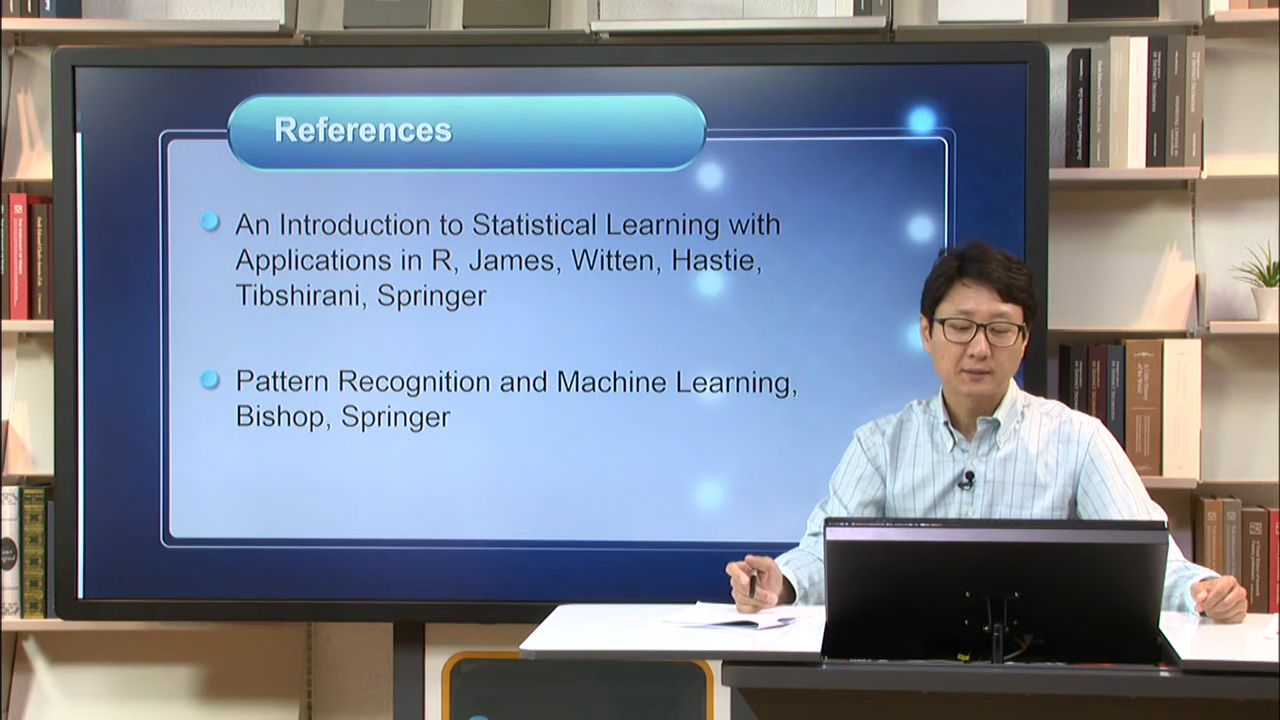 References
An Introduction to Statistical Learning with
Applications in R, James, Witten, Hastie,
Tibshirani, Springer
Pattern Recognition and Machine Learning,
Bishop, Springer